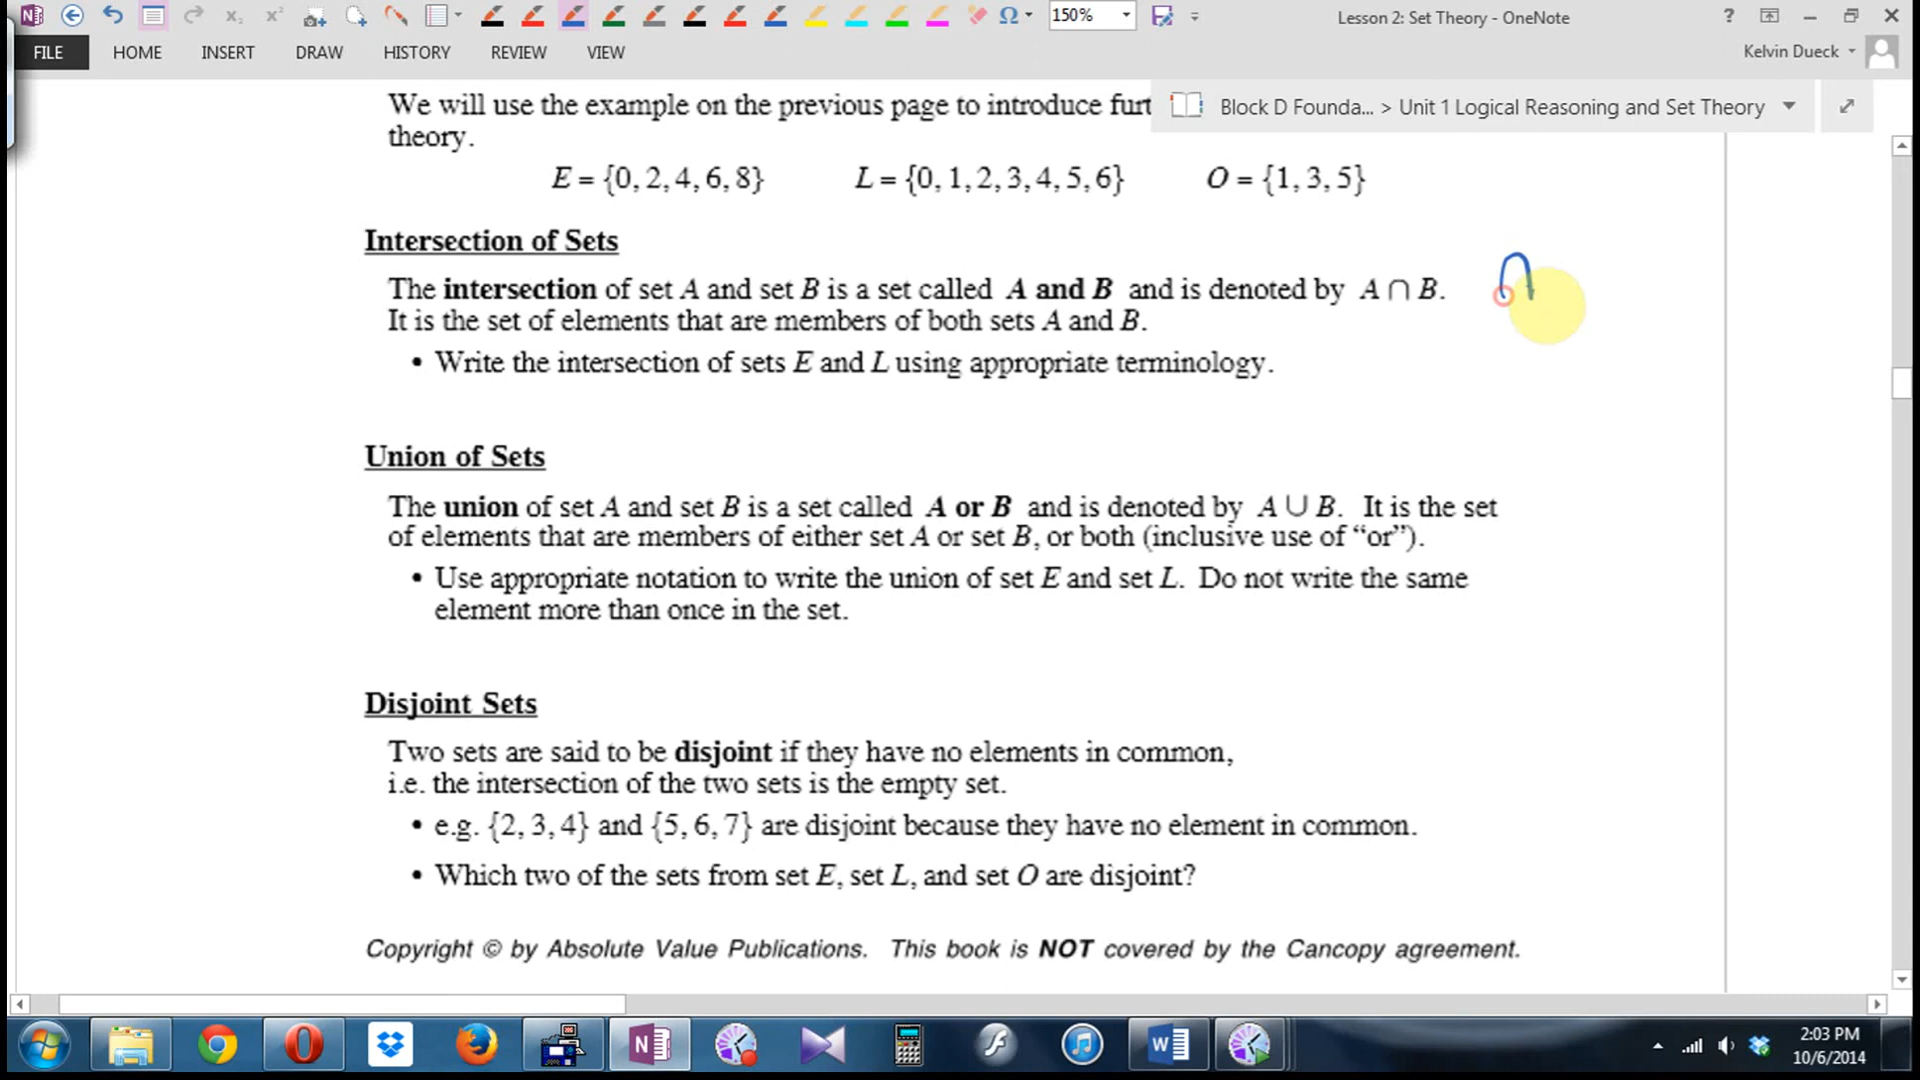 150%
Lesson 2: Set Theory - OneNote
?
FILE HOME INSERT DRAW HISTORY REVIEW VIEW
Kelvin Dueck
Block D Founda... > Unit 1 Logical Reasoning and Set Theory
We will use the example on the previous page to introduce furt
theory.
E = {0, 2, 4, 6, 8} L = {0, 1, 2, 3, 4, 5, 6} O = {1, 3, 5}
Intersection of Sets
The intersection of set A and set B is a set called A and B and is denoted by A ∩ B. ∩
It is the set of elements that are members of both sets A and B.
• Write the intersection of sets E and L using appropriate terminology.
Union of Sets
The union of set A and set B is a set called A or B and is denoted by A ∪ B. It is the set
of elements that are members of either set A or set B, or both (inclusive use of “or”).
• Use appropriate notation to write the union of set E and set L. Do not write the same
element more than once in the set.
Disjoint Sets
Two sets are said to be disjoint if they have no elements in common,
i.e. the intersection of the two sets is the empty set.
• e.g. {2, 3, 4} and {5, 6, 7} are disjoint because they have no element in common.
• Which two of the sets from set E, set L, and set O are disjoint?
Copyright © by Absolute Value Publications. This book is NOT covered by the Cancopy agreement.
2:03 PM
10/6/2014